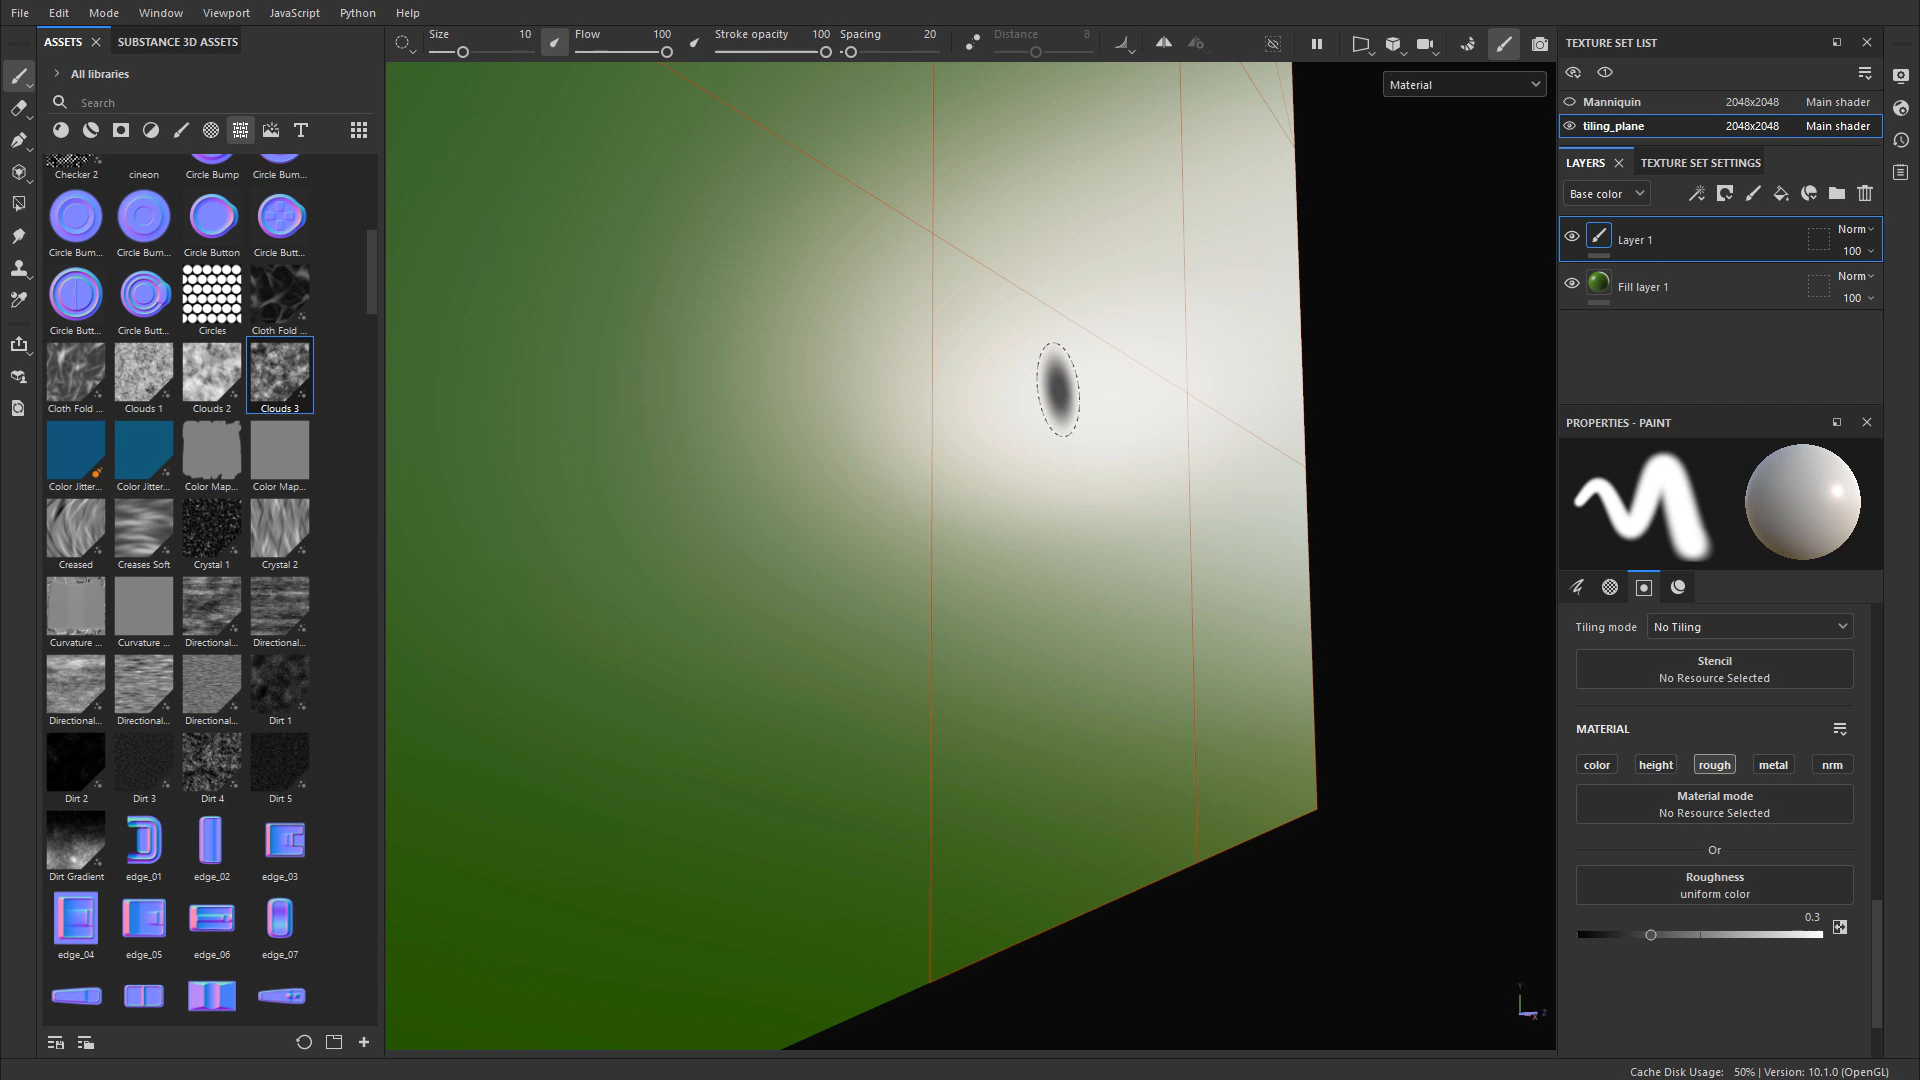 File Edit Mode Window Viewport JavaScript Python Help
ASSETS SUBSTANCE 3D ASSETS
Size 10 Flow 100 Stroke opacity 100 Spacing 20 Distance 8
All libraries
Search
Checker 2 cineon Circle Bump Circle Bum...
Circle Bum... Circle Bum... Circle Button Circle Butt...
Circle Butt... Circle Butt... Circles Cloth Fold ...
Cloth Fold ... Clouds 1 Clouds 2 Clouds 3
Color Jitter... Color Jitter... Color Map... Color Map...
Creased Creases Soft Crystal 1 Crystal 2
Curvature ... Curvature ... Directional... Directional...
Directional... Directional... Directional... Dirt 1
Dirt 2 Dirt 3 Dirt 4 Dirt 5
Dirt Gradient edge_01 edge_02 edge_03
edge_04 edge_05 edge_06 edge_07
Material
Y
Z
X
TEXTURE SET LIST
Manniquin 2048x2048 Main shader
tiling_plane 2048x2048 Main shader
LAYERS TEXTURE SET SETTINGS
Base color
Layer 1 Norm
100
Fill layer 1 Norm
100
PROPERTIES - PAINT
Tiling mode No Tiling
Stencil
No Resource Selected
MATERIAL
color height rough metal nrm
Material mode
No Resource Selected
Or
Roughness
uniform color
0.3
Cache Disk Usage: 50% | Version: 10.1.0 (OpenGL)